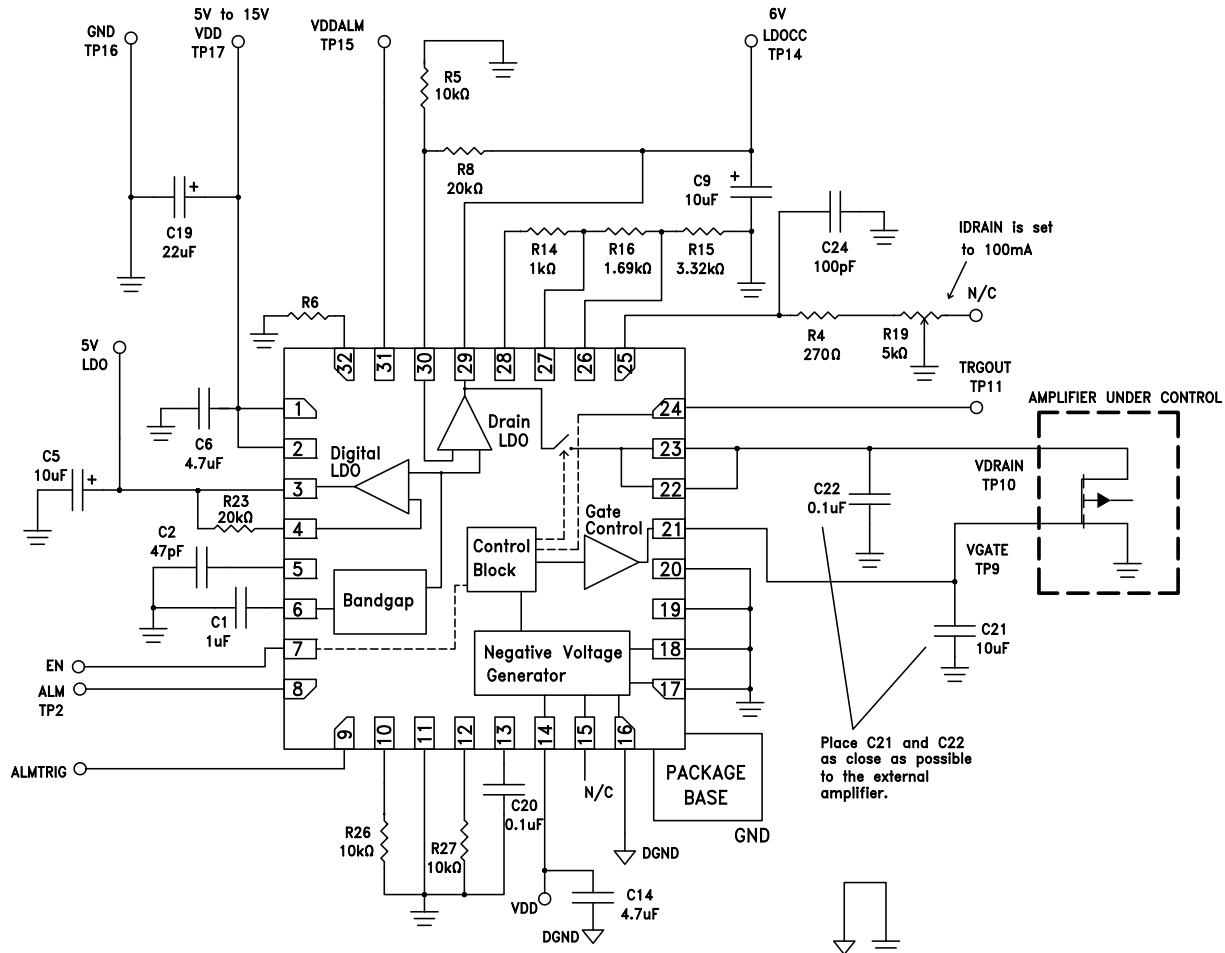 5V to 15V
GND
TP16
VDD
TP17
VDDALM
TP15
6V
LDOCC
TP14
R5
10kΩ
R8
20kΩ
C9
10uF
+
C19
22uF
+
R14
1kΩ
R16
1.69kΩ
R15
3.32kΩ
C24
100pF
IDRAIN is set
to 100mA
N/C
R6
R4
270Ω
R19
5kΩ
5V
LDO
32
31
30
29
28
27
26
25
TRGOUT
TP11
AMPLIFIER UNDER CONTROL
C6
4.7uF
C5
10uF
+
R23
20kΩ
C2
47pF
C1
1uF
EN
ALM
TP2
ALMTRIG
1
2
3
4
5
6
7
8
Digital
LDO
Drain
LDO
Gate
Control
Control
Block
Bandgap
Negative Voltage
Generator
24
23
22
21
20
19
18
17
VDRAIN
TP10
C22
0.1uF
VGATE
TP9
C21
10uF
Place C21 and C22
as close as possible
to the external
amplifier.
9
10
11
12
13
14
15
16
PACKAGE
BASE
GND
N/C
C20
0.1uF
R26
10kΩ
R27
10kΩ
DGND
VDD
C14
4.7uF
DGND